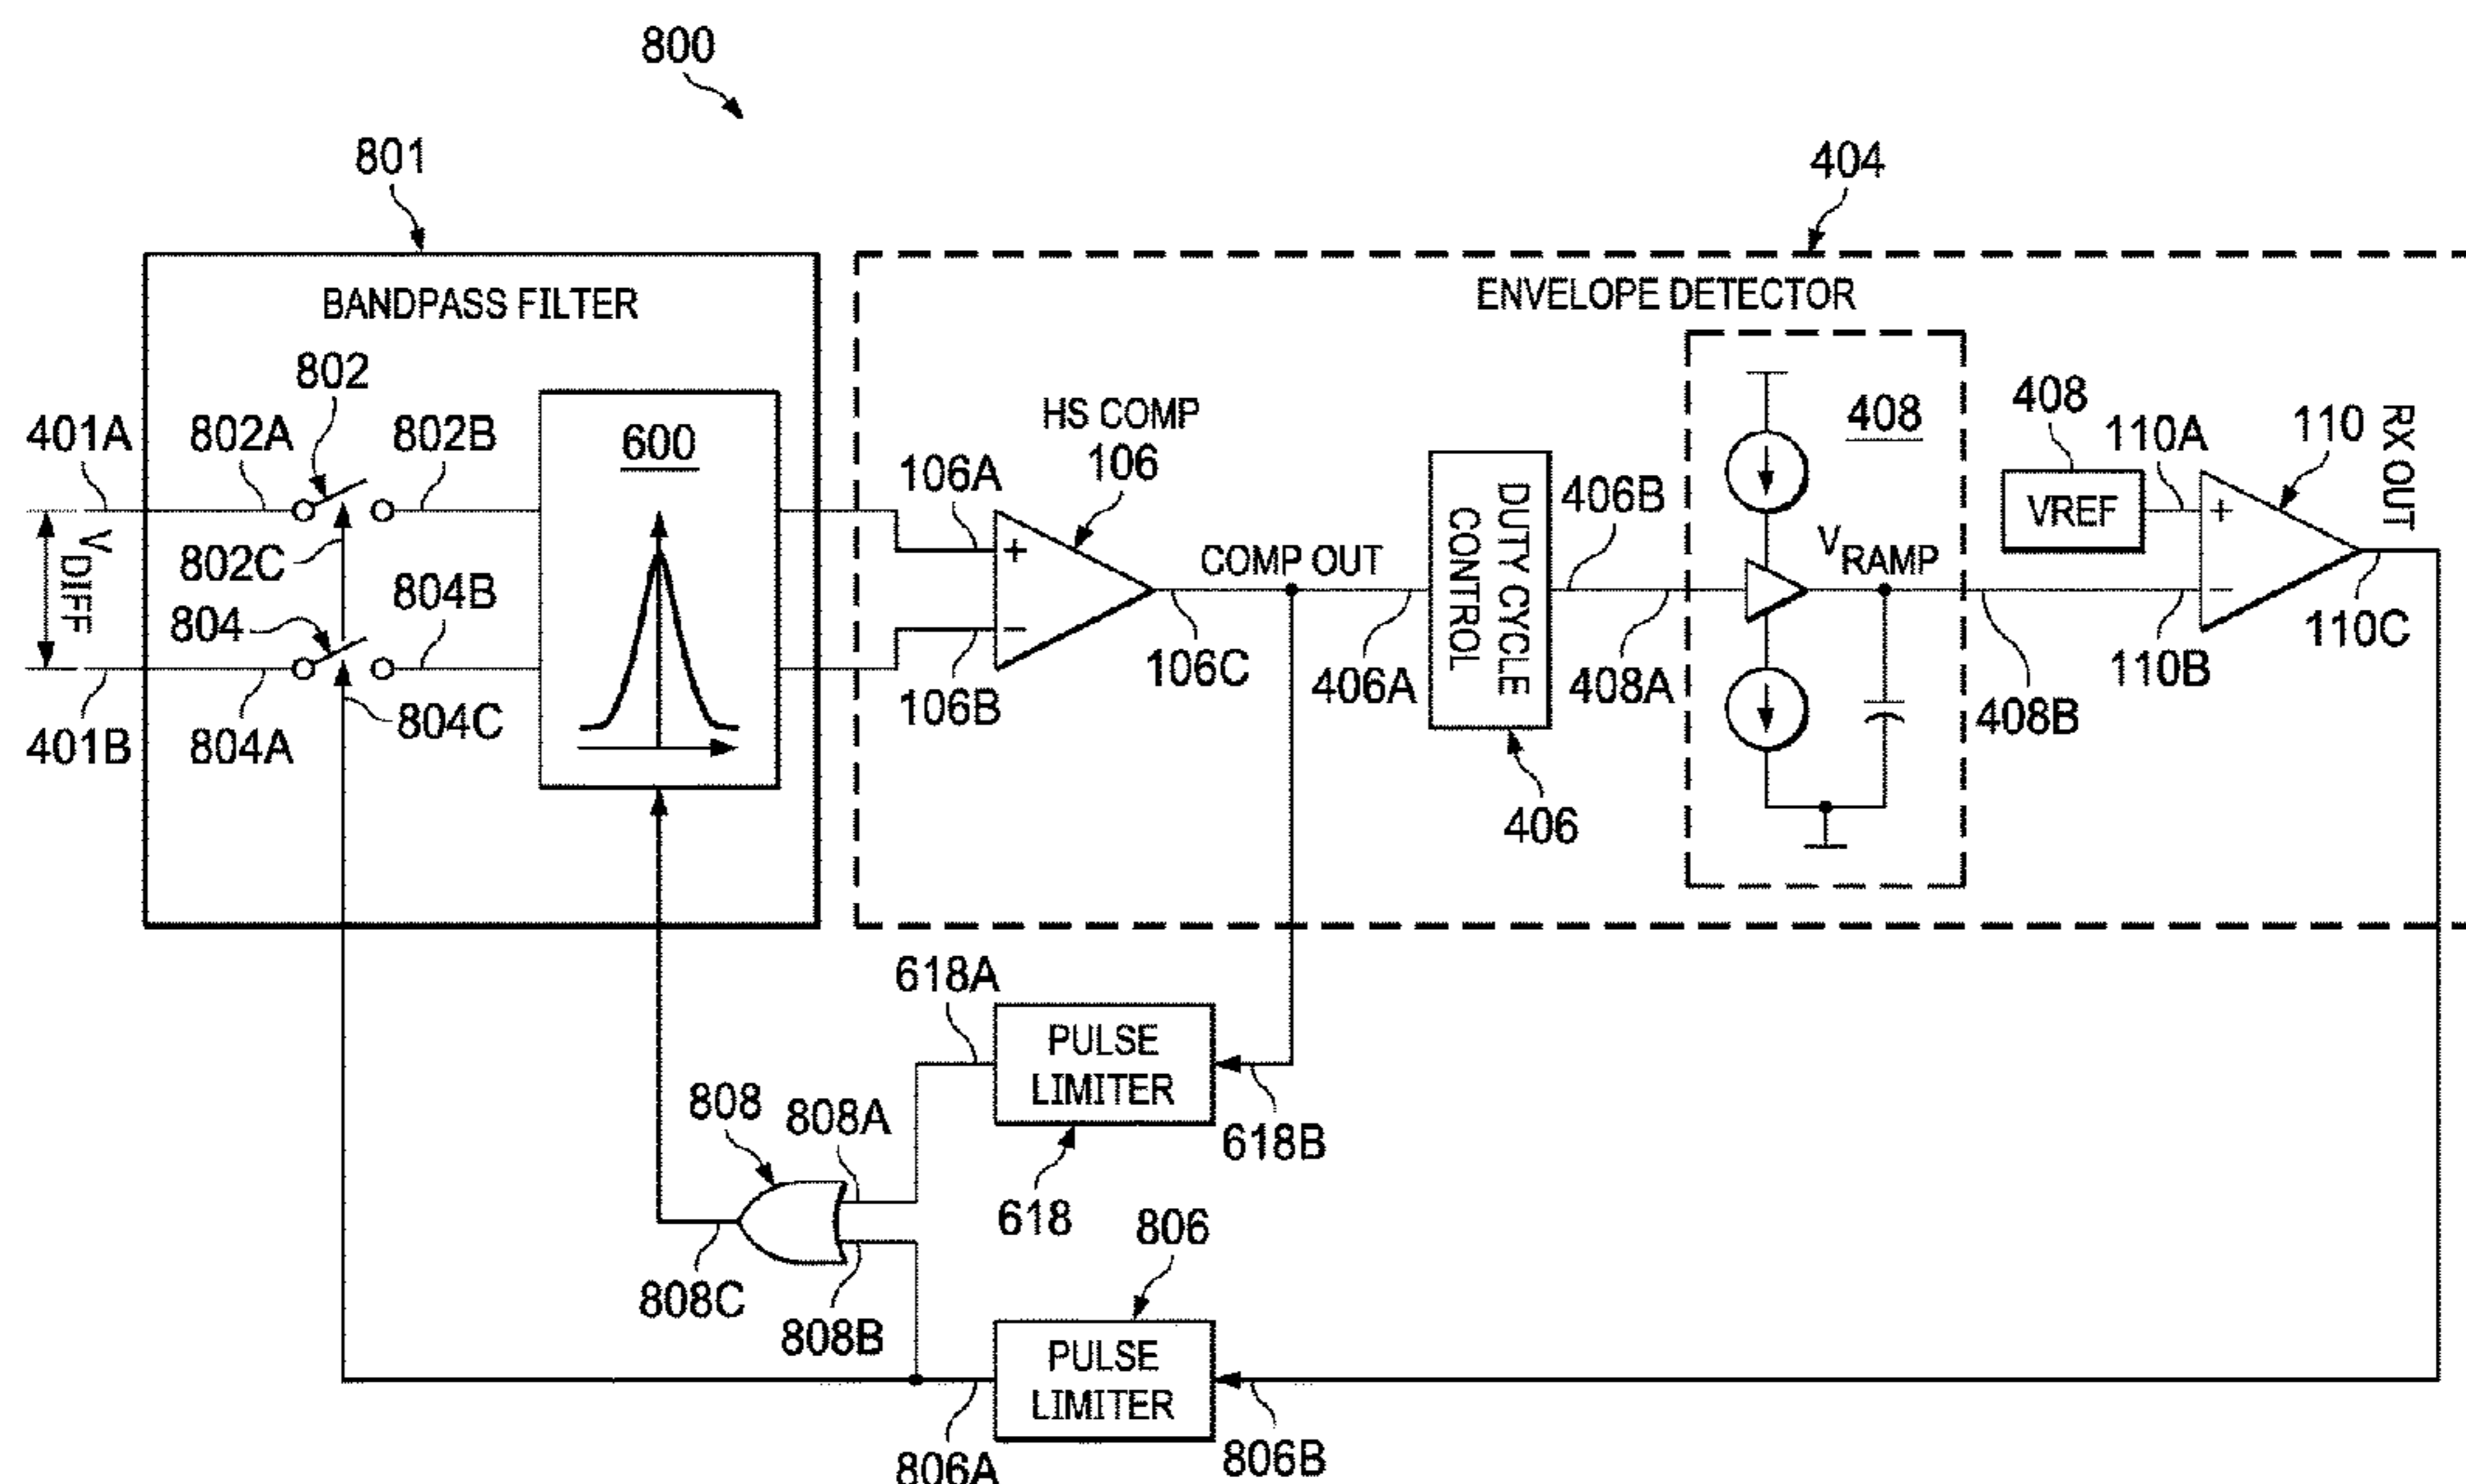 800
801
404
BANDPASS FILTER
ENVELOPE DETECTOR
802
401A
802A
802B
600
HS COMP
106
106A
408
408
110A
110
RX OUT
VREF
V DIFF
802C
804B
804
COMP OUT
DUTY CYCLE
CONTROL
406B
VRAMP
401B
804A
804C
106B
106C
406A
408A
408B
110B
110C
406
618A
PULSE
LIMITER
618B
618
808
808A
808C
808B
806
PULSE
LIMITER
806A
806B
+
−
+
−